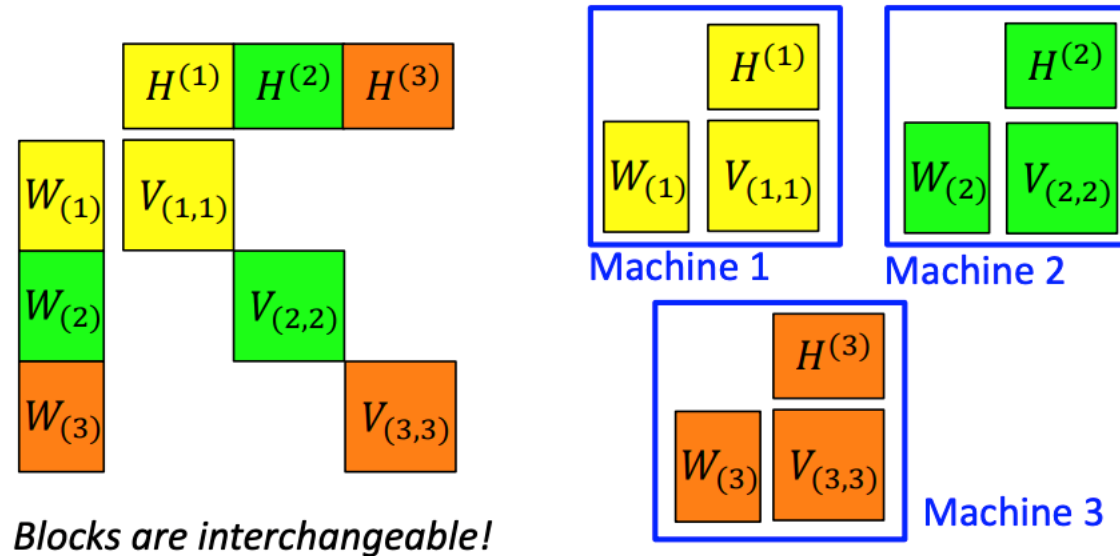 H^{(1)} H^{(2)} H^{(3)}
W_{(1)} V_{(1,1)}
W_{(2)} V_{(2,2)}
W_{(3)} V_{(3,3)}
Blocks are interchangeable!
H^{(1)}
W_{(1)} V_{(1,1)}
Machine 1
H^{(2)}
W_{(2)} V_{(2,2)}
Machine 2
H^{(3)}
W_{(3)} V_{(3,3)}
Machine 3